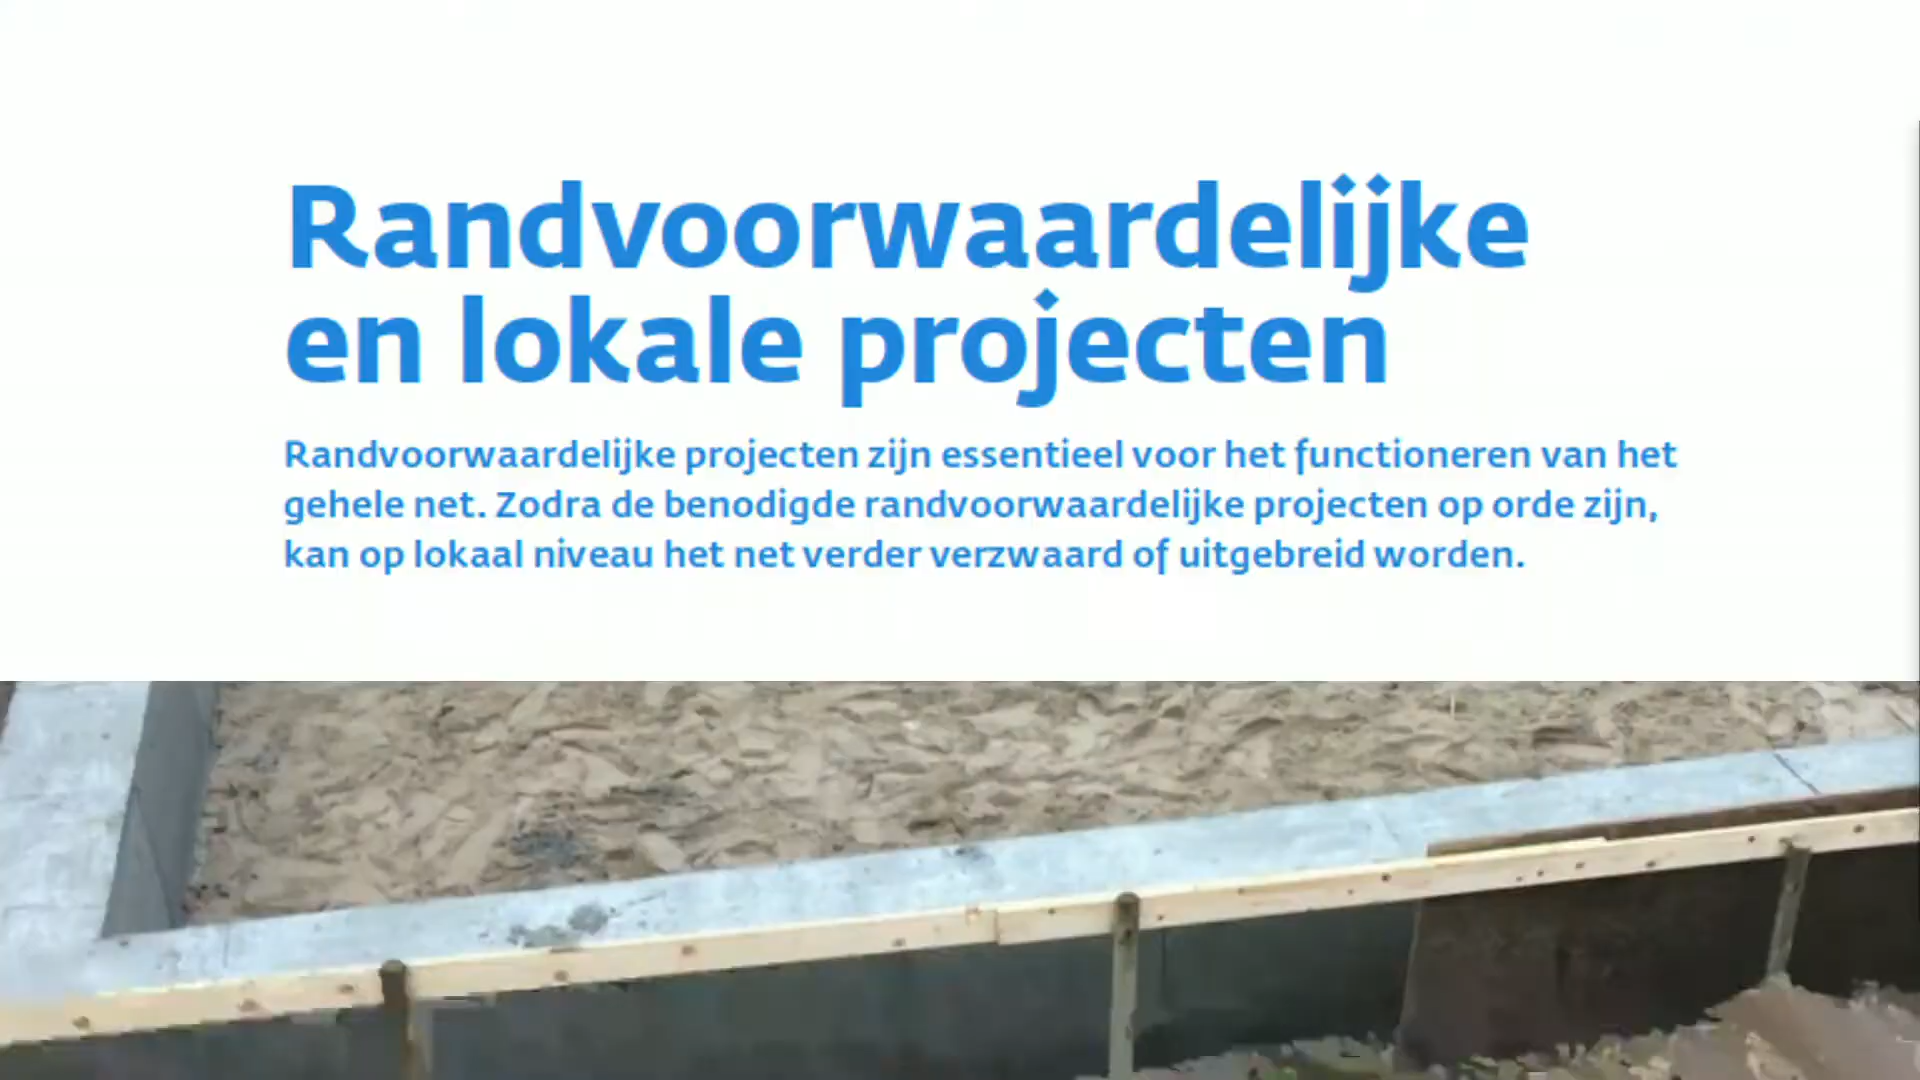 Randvoorwaardelijke
en lokale projecten
Randvoorwaardelijke projecten zijn essentieel voor het functioneren van het
gehele net. Zodra de benodigde randvoorwaardelijke projecten op orde zijn,
kan op lokaal niveau het net verder verzwaard of uitgebreid worden.